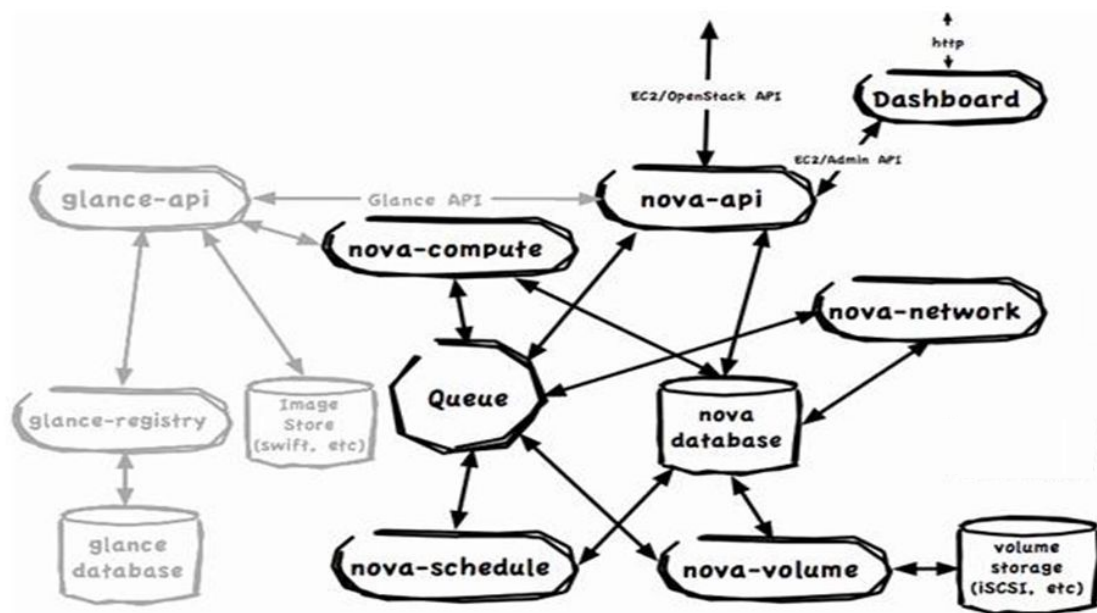 http
EC2/OpenStack API
Dashboard
EC2/Admin API
glance-api
Glance API
nova-api
nova-compute
nova-network
Queue
nova
database
glance-registry
Image
Store
(swift, etc)
glance
database
nova-schedule
nova-volume
volume
storage
(iSCSI, etc)